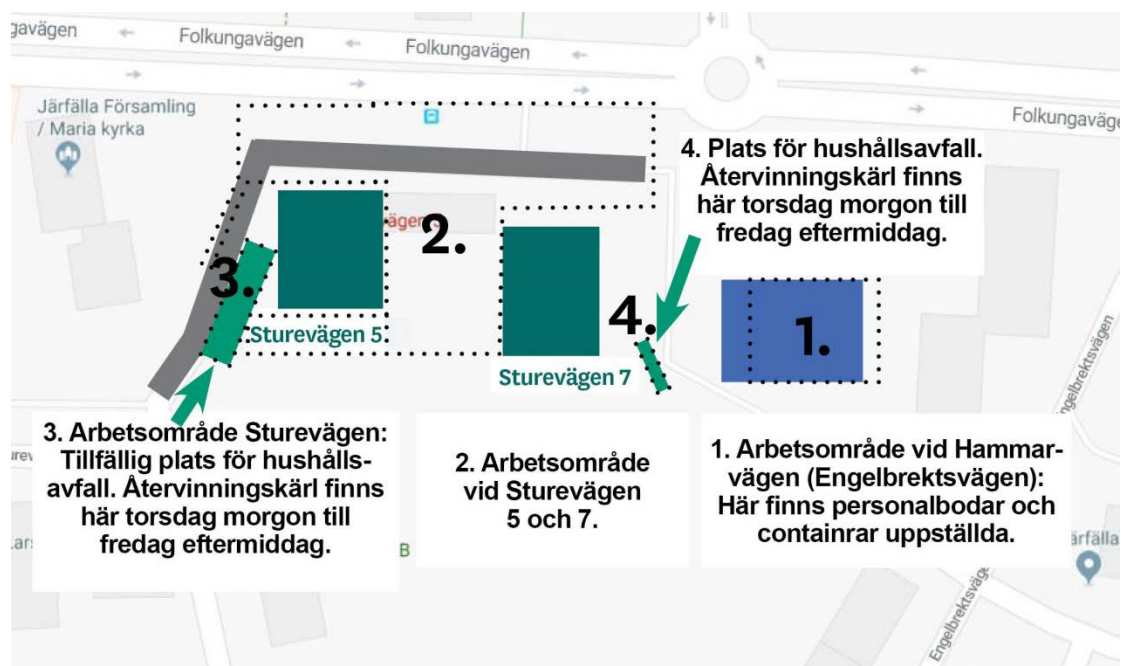 gavägen
Folkungavägen
Folkungavägen
Folkungaväge
Järfälla Församling
/ Maria kyrka
4. Plats för hushållsavfall.
Återvinningskärl finns
här torsdag morgon till
fredag eftermiddag.
ägen
2.
3.
4.
1.
Sturevägen 5
Sturevägen 7
ngelbrektsvägen
3. Arbetsområde Sturevägen:
Tillfällig plats för hushålls-
avfall. Återvinningskärl finns
här torsdag morgon till
fredag eftermiddag.
2. Arbetsområde
vid Sturevägen
5 och 7.
1. Arbetsområde vid Hammar-
vägen (Engelbrektsvägen):
Här finns personalbodar och
containrar uppställda.
B
ärfälla
Engelbrektsväge